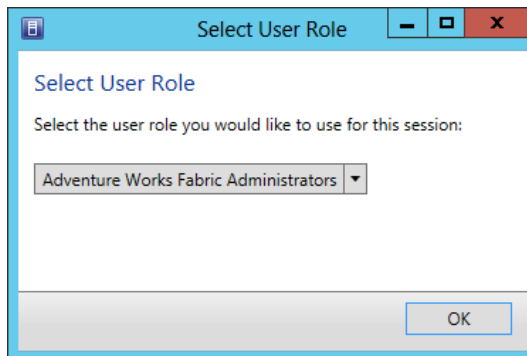 Select User Role
Select User Role
Select the user role you would like to use for this session:
Adventure Works Fabric Administrators
OK